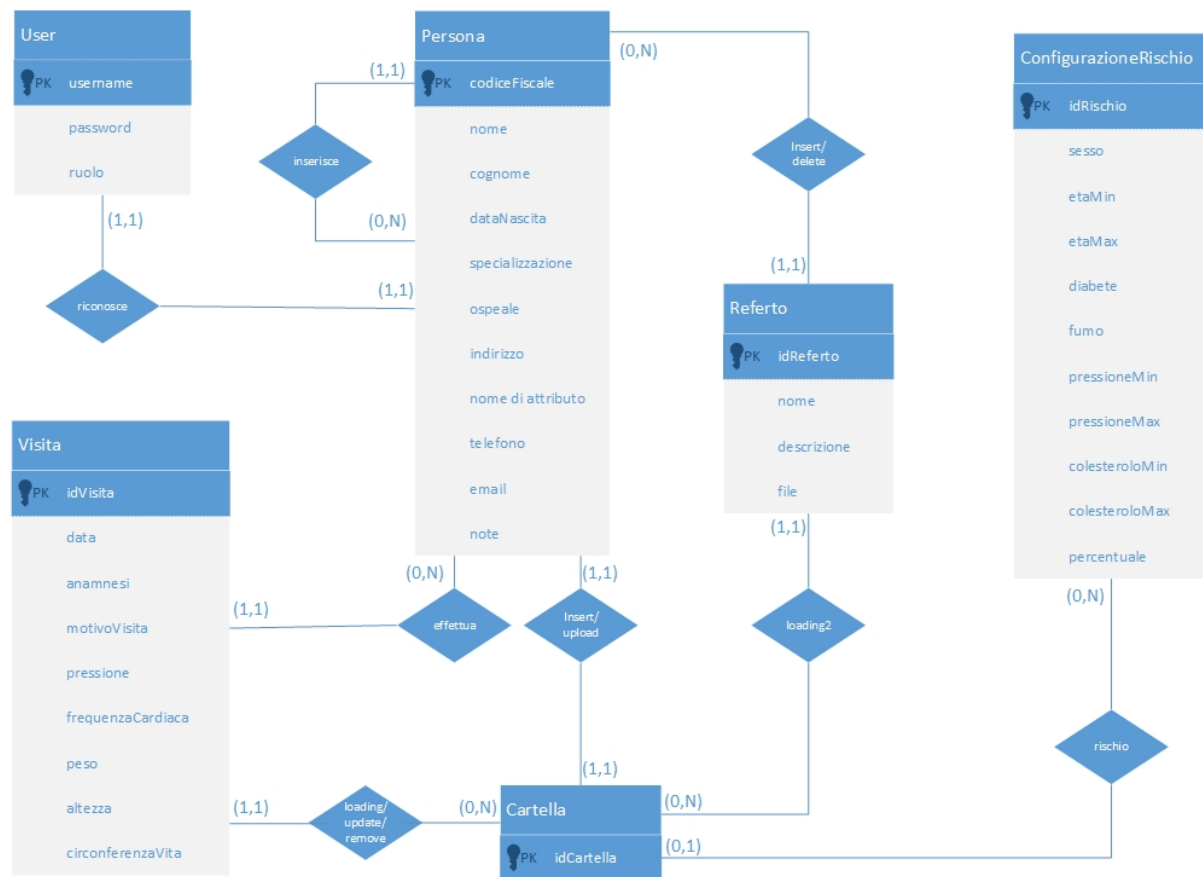 User
PK username
password
ruolo
(1,1)
riconosce
(1,1)
Persona
PK codiceFiscale
nome
cognome
dataNascita
specializzazione
ospeale
indirizzo
nome di attributo
telefono
email
note
(1,1)
inserisce
(0,N)
(0,N)
Insert/
delete
(1,1)
Referto
PK idReferto
nome
descrizione
file
(1,1)
loading2
(0,N)
ConfigurazioneRischio
PK idRischio
sesso
etaMin
etaMax
diabete
fumo
pressioneMin
pressioneMax
colesteroloMin
colesteroloMax
percentuale
(0,N)
rischio
(0,1)
Visita
PK idVisita
data
anamnesi
motivoVisita
pressione
frequenzaCardiaca
peso
altezza
circonferenzaVita
(1,1)
effettua
(0,N)
(1,1)
Insert/
upload
(1,1)
(1,1)
loading/
update/
remove
(0,N)
Cartella
PK idCartella